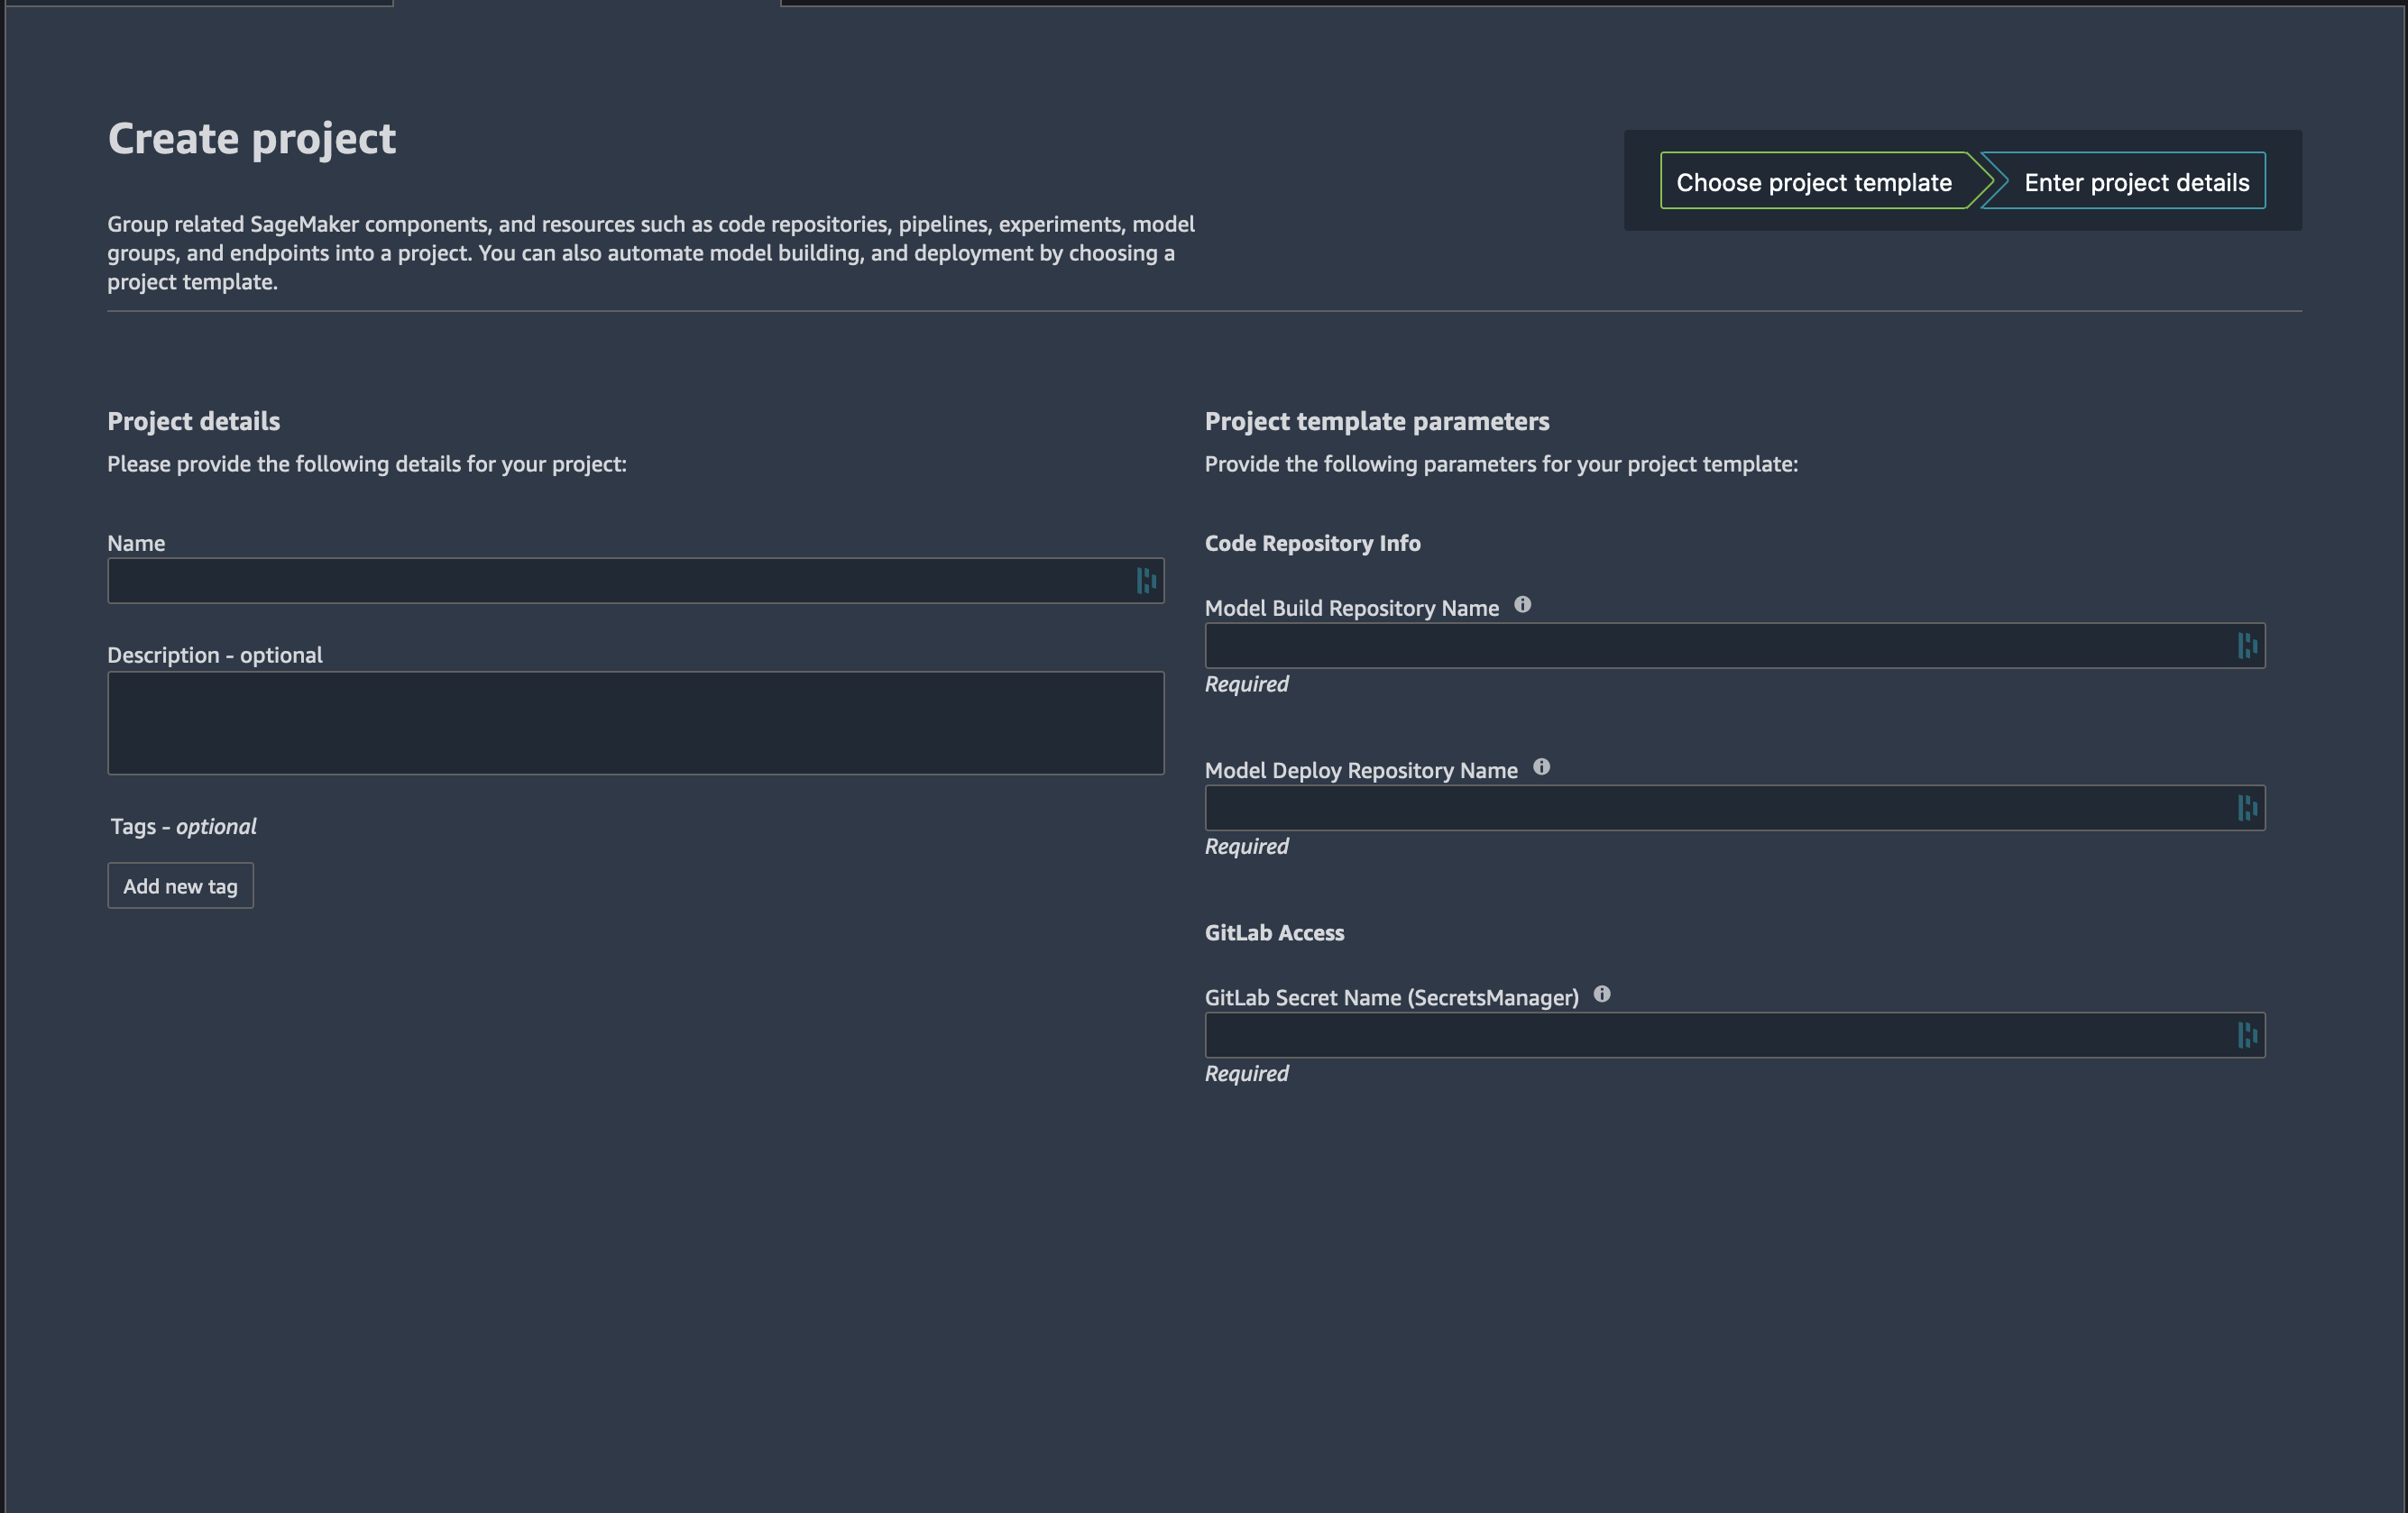 Create project
Choose project template
Enter project details
Group related SageMaker components, and resources such as code repositories, pipelines, experiments, model
groups, and endpoints into a project. You can also automate model building, and deployment by choosing a
project template.
Project details
Please provide the following details for your project:
Name
Description - optional
Tags - optional
Add new tag
Project template parameters
Provide the following parameters for your project template:
Code Repository Info
Model Build Repository Name
Required
Model Deploy Repository Name
Required
GitLab Access
GitLab Secret Name (SecretsManager)
Required